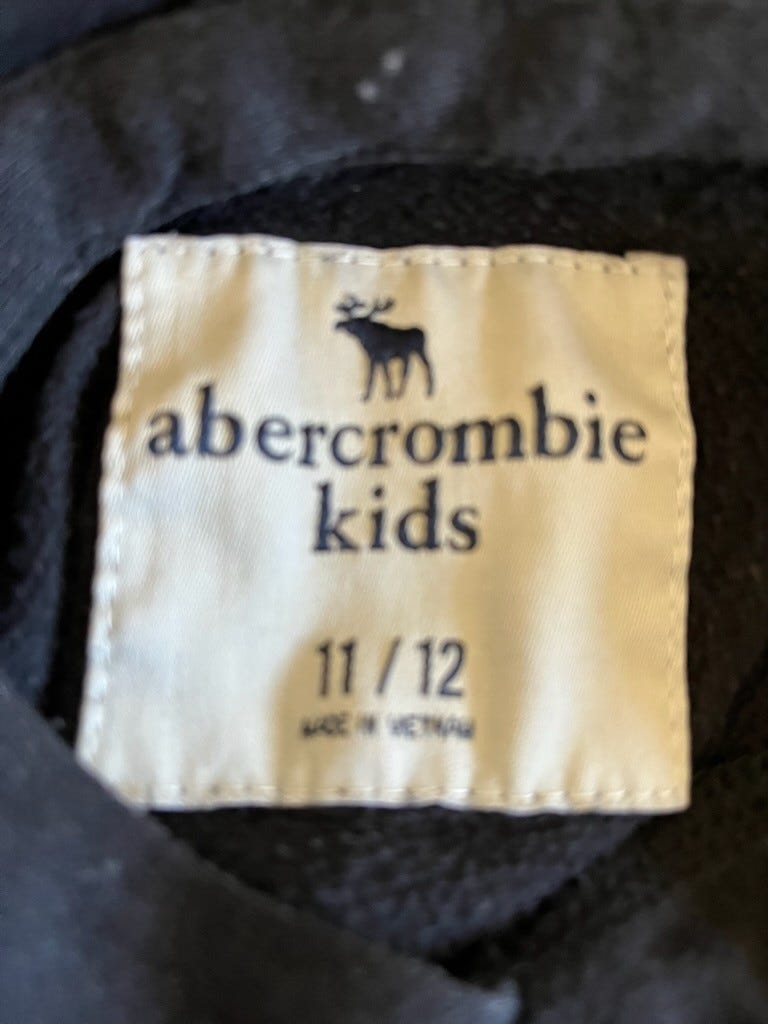 abercrombie
kids
11 / 12
MADE IN VIETNAM